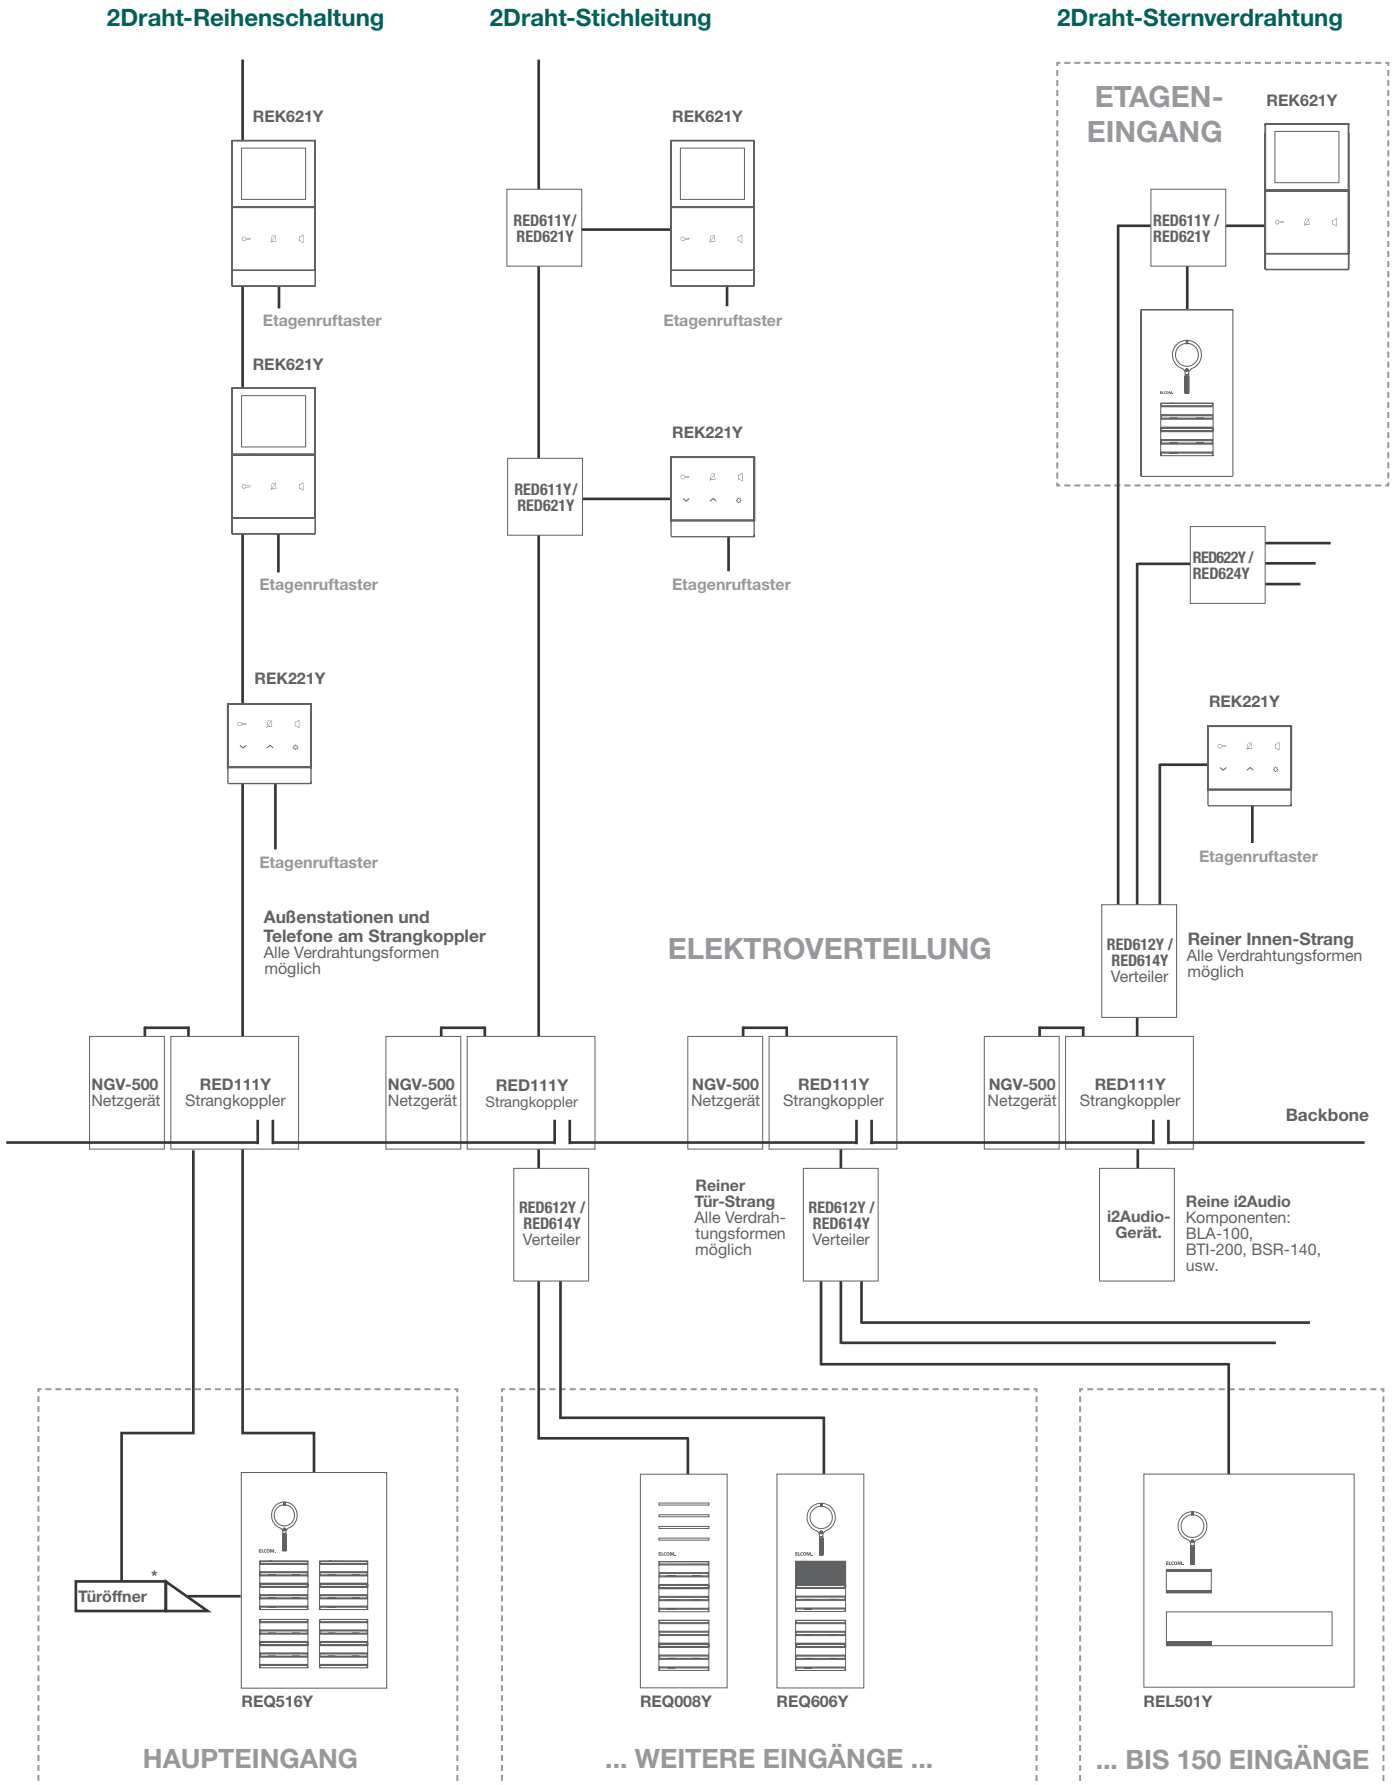 2Draht-Reihenschaltung
2Draht-Stichleitung
2Draht-Sternverdrahtung
REK621Y
Etagenruftaster
REK621Y
Etagenruftaster
REK221Y
Etagenruftaster
Außenstationen und
Telefone am Strangkoppler
Alle Verdrahtungsformen
möglich
REK621Y
RED611Y/
RED621Y
Etagenruftaster
REK221Y
RED611Y/
RED621Y
Etagenruftaster
ETAGEN-
EINGANG
REK621Y
RED611Y /
RED621Y
ELCOM.
RED622Y /
RED624Y
REK221Y
Etagenruftaster
RED612Y /
RED614Y
Verteiler
Reiner Innen-Strang
Alle Verdrahtungsformen
möglich
ELEKTROVERTEILUNG
NGV-500
Netzgerät
RED111Y
Strangkoppler
NGV-500
Netzgerät
RED111Y
Strangkoppler
NGV-500
Netzgerät
RED111Y
Strangkoppler
NGV-500
Netzgerät
RED111Y
Strangkoppler
Backbone
RED612Y /
RED614Y
Verteiler
Reiner
Tür-Strang
Alle Verdrah-
tungsformen
möglich
RED612Y /
RED614Y
Verteiler
i2Audio-
Gerät.
Reine i2Audio
Komponenten:
BLA-100,
BTI-200, BSR-140,
usw.
Türöffner
*
ELCOM.
REQ516Y
HAUPTEINGANG
ELCOM.
REQ008Y
ELCOM.
REQ606Y
... WEITERE EINGÄNGE ...
ELCOM.
REL501Y
... BIS 150 EINGÄNGE